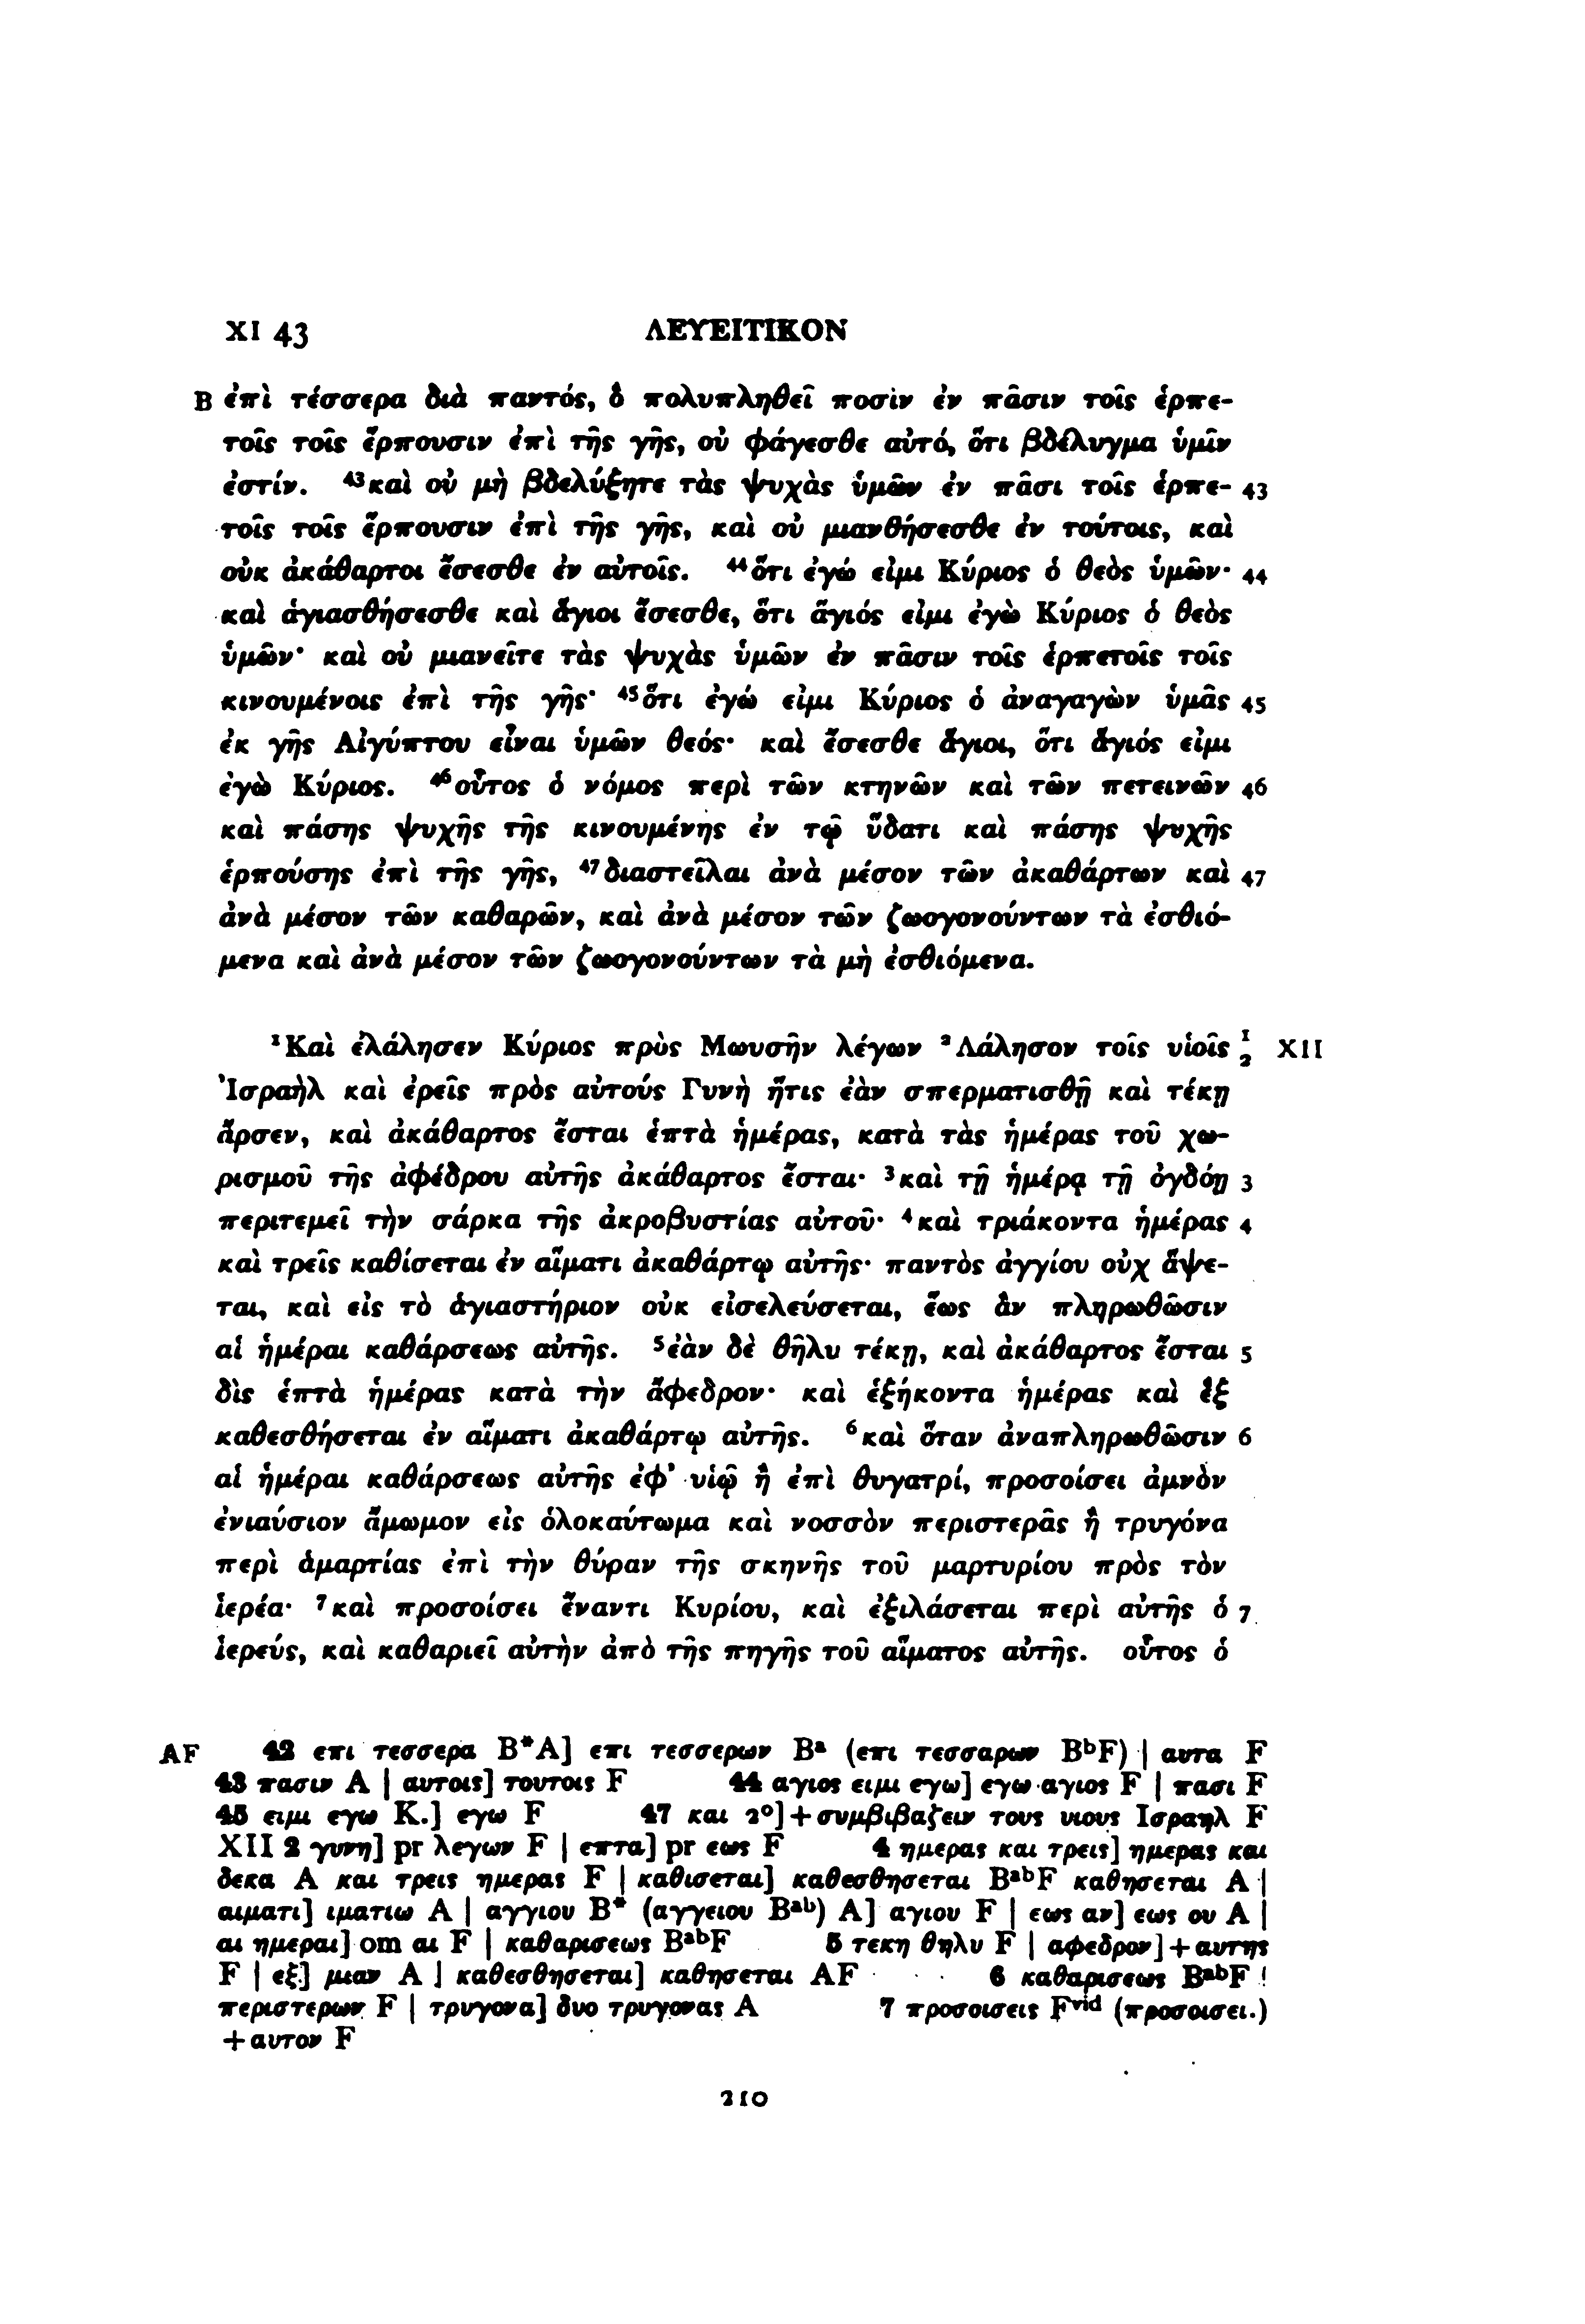 XI 43 ΛΕΥΕΙΤΙΚΟΝ
B ἐπὶ τέσσερα διὰ παντός, ὃ πολυπληθεῖ ποσὶν ἐν πᾶσιν τοῖς ἑρπε-
τοῖς τοῖς ἕρπουσιν ἐπὶ τῆς γῆς, οὐ φάγεσθε αὐτό, ὅτι βδέλυγμα ὑμῖν
ἐστίν. ⁴³καὶ οὐ μὴ βδελύξητε τὰς ψυχὰς ὑμῶν ἐν πᾶσι τοῖς ἑρπε- 43
τοῖς τοῖς ἕρπουσιν ἐπὶ τῆς γῆς, καὶ οὐ μιανθήσεσθε ἐν τούτοις, καὶ
οὐκ ἀκάθαρτοι ἔσεσθε ἐν αὐτοῖς. ⁴⁴ὅτι ἐγώ εἰμι Κύριος ὁ θεὸς ὑμῶν· 44
καὶ ἁγιασθήσεσθε καὶ ἅγιοι ἔσεσθε, ὅτι ἅγιός εἰμι ἐγὼ Κύριος ὁ θεὸς
ὑμῶν· καὶ οὐ μιανεῖτε τὰς ψυχὰς ὑμῶν ἐν πᾶσιν τοῖς ἑρπετοῖς τοῖς
κινουμένοις ἐπὶ τῆς γῆς· ⁴⁵ὅτι ἐγώ εἰμι Κύριος ὁ ἀναγαγὼν ὑμᾶς 45
ἐκ γῆς Αἰγύπτου εἶναι ὑμῶν θεός· καὶ ἔσεσθε ἅγιοι, ὅτι ἅγιός εἰμι
ἐγὼ Κύριος. ⁴⁶οὗτος ὁ νόμος περὶ τῶν κτηνῶν καὶ τῶν πετεινῶν 46
καὶ πάσης ψυχῆς τῆς κινουμένης ἐν τῷ ὕδατι καὶ πάσης ψυχῆς
ἑρπούσης ἐπὶ τῆς γῆς, ⁴⁷διαστεῖλαι ἀνὰ μέσον τῶν ἀκαθάρτων καὶ 47
ἀνὰ μέσον τῶν καθαρῶν, καὶ ἀνὰ μέσον τῶν ζωογονούντων τὰ ἐσθιό-
μενα καὶ ἀνὰ μέσον τῶν ζωογονούντων τὰ μὴ ἐσθιόμενα.
¹Καὶ ἐλάλησεν Κύριος πρὸς Μωυσῆν λέγων ²Λάλησον τοῖς υἱοῖς 1 2 XII
Ἰσραὴλ καὶ ἐρεῖς πρὸς αὐτούς Γυνὴ ἥτις ἐὰν σπερματισθῇ καὶ τέκῃ
ἄρσεν, καὶ ἀκάθαρτος ἔσται ἑπτὰ ἡμέρας, κατὰ τὰς ἡμέρας τοῦ χω-
ρισμοῦ τῆς ἀφέδρου αὐτῆς ἀκάθαρτος ἔσται· ³καὶ τῇ ἡμέρᾳ τῇ ὀγδόῃ 3
περιτεμεῖ τὴν σάρκα τῆς ἀκροβυστίας αὐτοῦ· ⁴καὶ τριάκοντα ἡμέρας 4
καὶ τρεῖς καθίσεται ἐν αἵματι ἀκαθάρτῳ αὐτῆς· παντὸς ἀγγίου οὐχ ἅψε-
ται, καὶ εἰς τὸ ἁγιαστήριον οὐκ εἰσελεύσεται, ἕως ἂν πληρωθῶσιν
αἱ ἡμέραι καθάρσεως αὐτῆς. ⁵ἐὰν δὲ θῆλυ τέκῃ, καὶ ἀκάθαρτος ἔσται 5
δὶς ἑπτὰ ἡμέρας κατὰ τὴν ἄφεδρον· καὶ ἑξήκοντα ἡμέρας καὶ ἓξ
καθεσθήσεται ἐν αἵματι ἀκαθάρτῳ αὐτῆς. ⁶καὶ ὅταν ἀναπληρωθῶσιν 6
αἱ ἡμέραι καθάρσεως αὐτῆς ἐφ’ υἱῷ ἢ ἐπὶ θυγατρί, προσοίσει ἀμνὸν
ἐνιαύσιον ἄμωμον εἰς ὁλοκαύτωμα καὶ νοσσὸν περιστερᾶς ἢ τρυγόνα
περὶ ἁμαρτίας ἐπὶ τὴν θύραν τῆς σκηνῆς τοῦ μαρτυρίου πρὸς τὸν
ἱερέα· ⁷καὶ προσοίσει ἔναντι Κυρίου, καὶ ἐξιλάσεται περὶ αὐτῆς ὁ 7
ἱερεύς, καὶ καθαριεῖ αὐτὴν ἀπὸ τῆς πηγῆς τοῦ αἵματος αὐτῆς. οὗτος ὁ
AF 42 επι τεσσερα B*A] επι τεσσερων Bᵃ (επι τεσσαρων BᵇF) | αυτα F
43 πασιν A | αυτοις] τουτοις F 44 αγιος ειμι εγω] εγω αγιος F | πασι F
45 ειμι εγω K.] εγω F 47 και 2°]+συμβιβαζειν τους υιους Ισραηλ F
XII 2 γυνη] pr λεγων F | επτα] pr εως F 4 ημερας και τρεις] ημερας και
δεκα A και τρεις ημερας F | καθισεται] καθεσθησεται BᵃᵇF καθησεται A |
αιματι] ιματιω A | αγγιου B* (αγγειου Bᵃᵇ) A] αγιου F | εως αν] εως ου A |
αι ημεραι] om αι F | καθαρισεως BᵃᵇF 5 τεκη θηλυ F | αφεδρον]+αυτης
F | εξ] μιαν A | καθεσθησεται] καθησεται AF 6 καθαρισεως BᵃᵇF |
περιστερων F | τρυγονα] δυο τρυγονας A 7 προσοισεις Fᵛⁱᵈ (προσοισει.)
+αυτον F
210